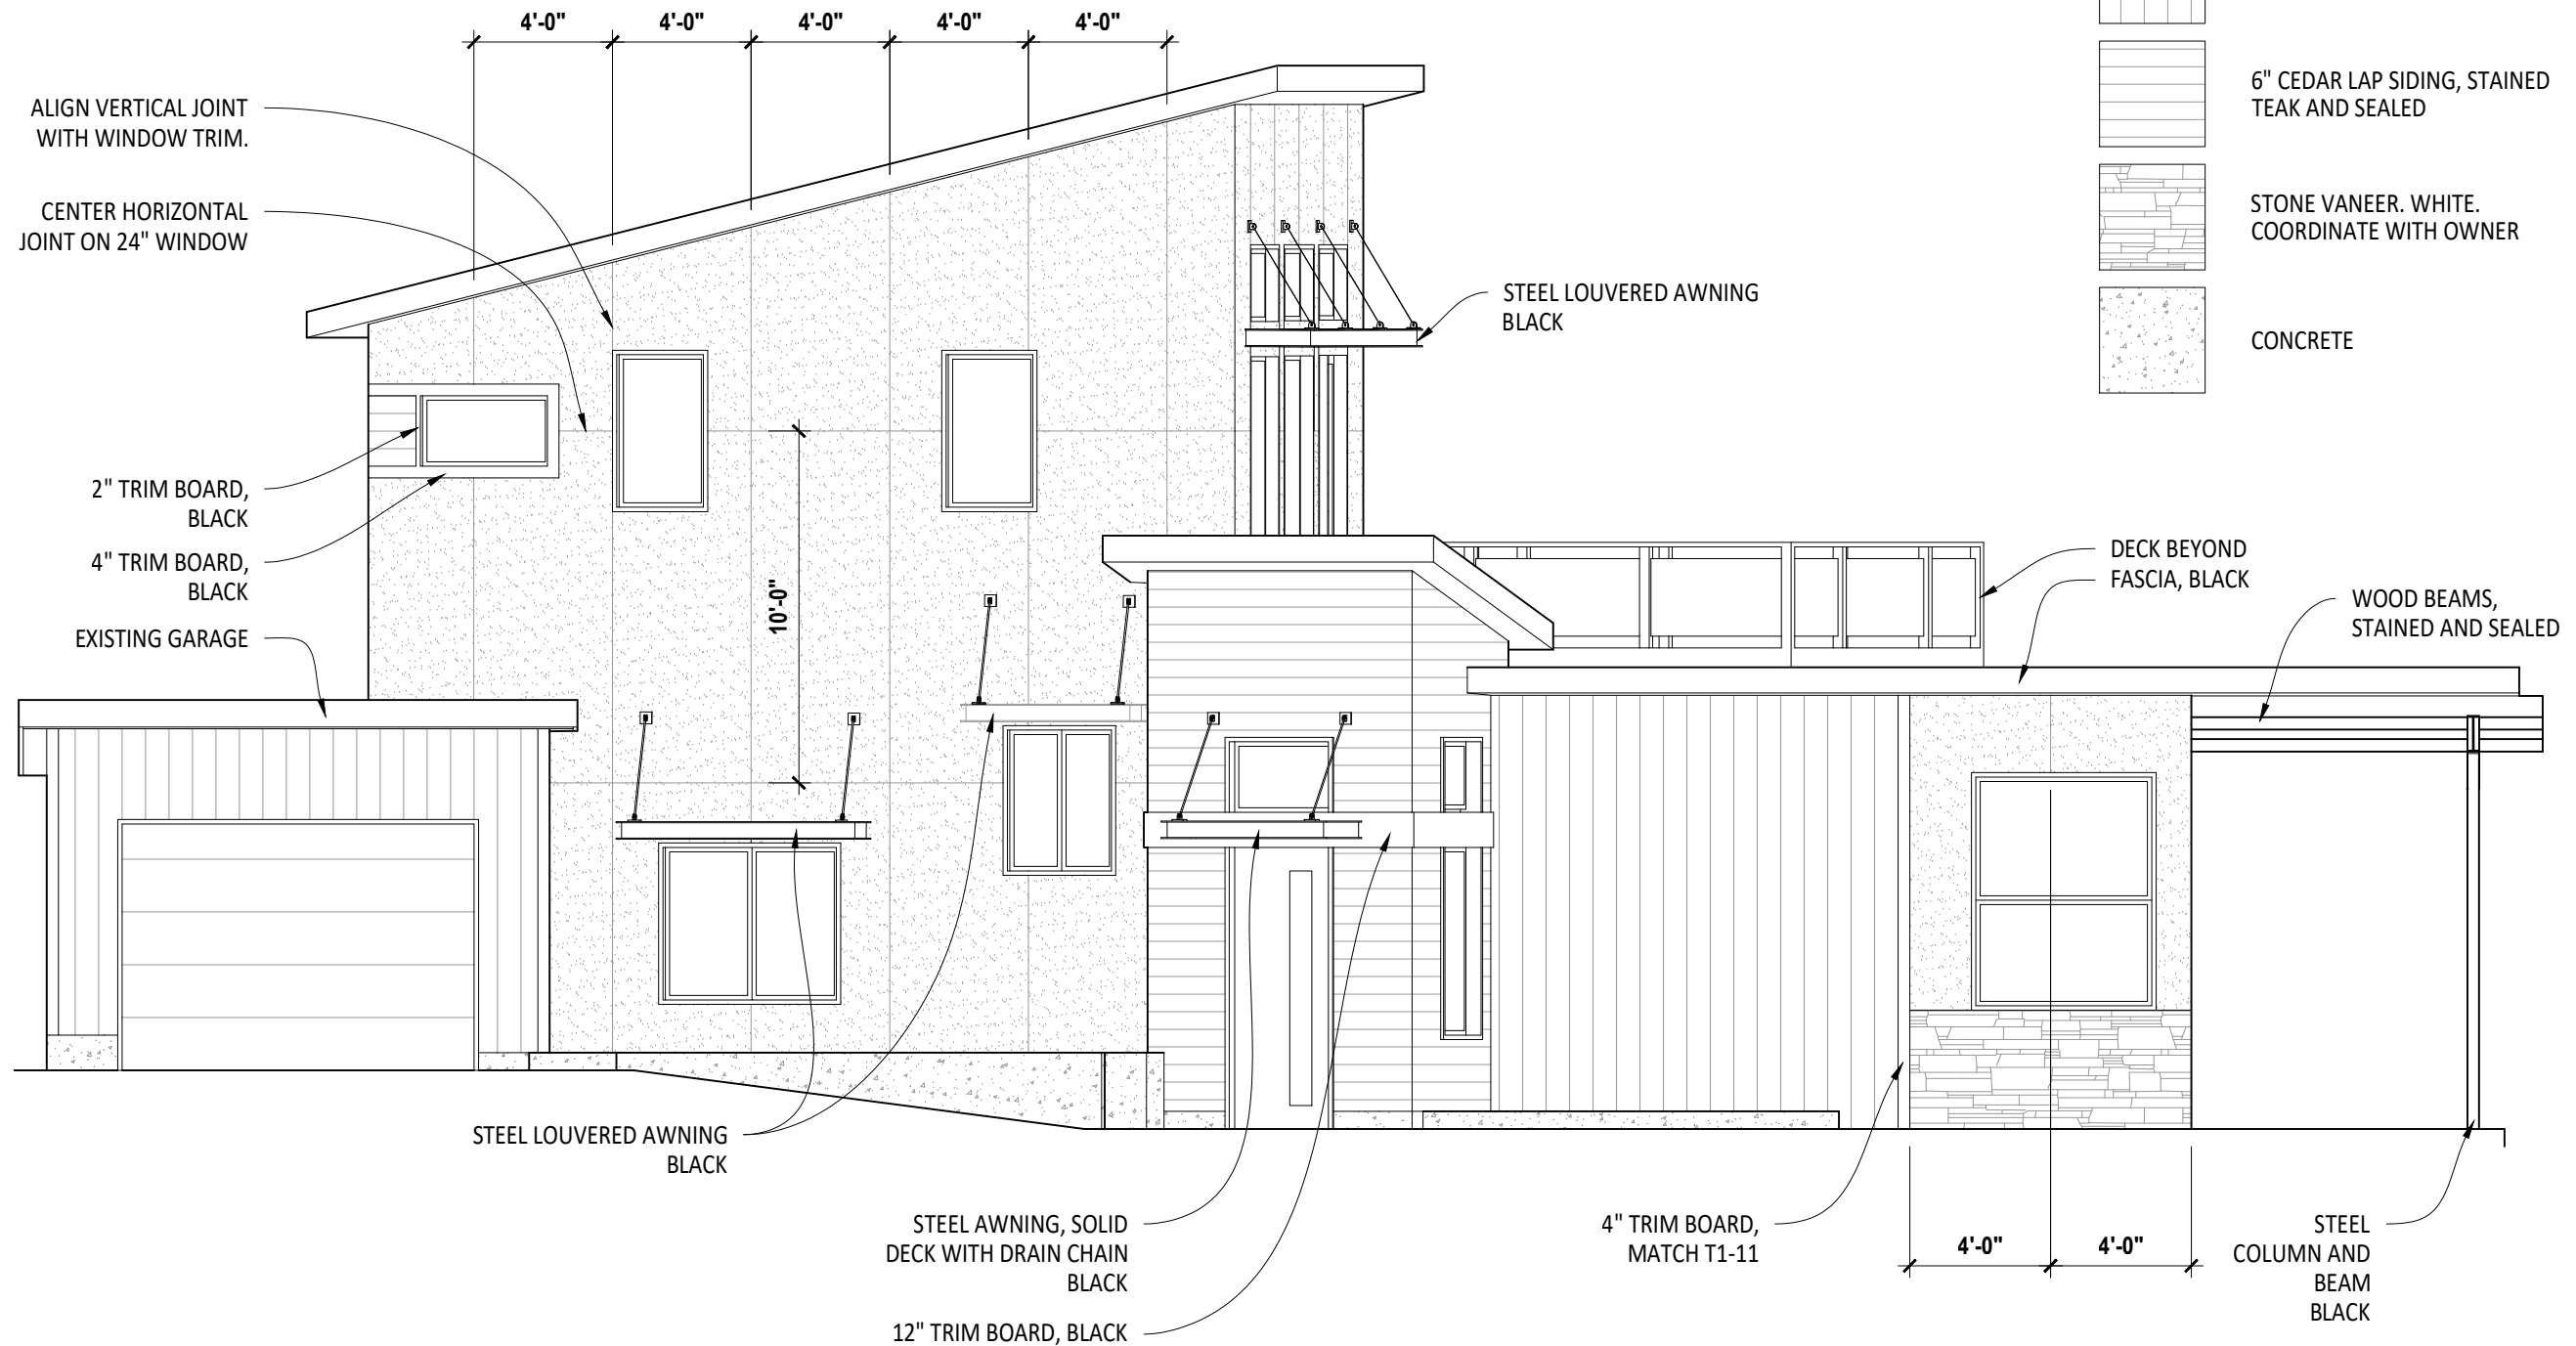 4'-0"
4'-0"
4'-0"
4'-0"
4'-0"
ALIGN VERTICAL JOINT
WITH WINDOW TRIM.
CENTER HORIZONTAL
JOINT ON 24" WINDOW
2" TRIM BOARD,
BLACK
4" TRIM BOARD,
BLACK
EXISTING GARAGE
10'-0"
STEEL LOUVERED AWNING
BLACK
6" CEDAR LAP SIDING, STAINED
TEAK AND SEALED
STONE VANEER. WHITE.
COORDINATE WITH OWNER
CONCRETE
DECK BEYOND
FASCIA, BLACK
WOOD BEAMS,
STAINED AND SEALED
STEEL LOUVERED AWNING
BLACK
STEEL AWNING, SOLID
DECK WITH DRAIN CHAIN
BLACK
12" TRIM BOARD, BLACK
4" TRIM BOARD,
MATCH T1-11
4'-0"
4'-0"
STEEL
COLUMN AND
BEAM
BLACK